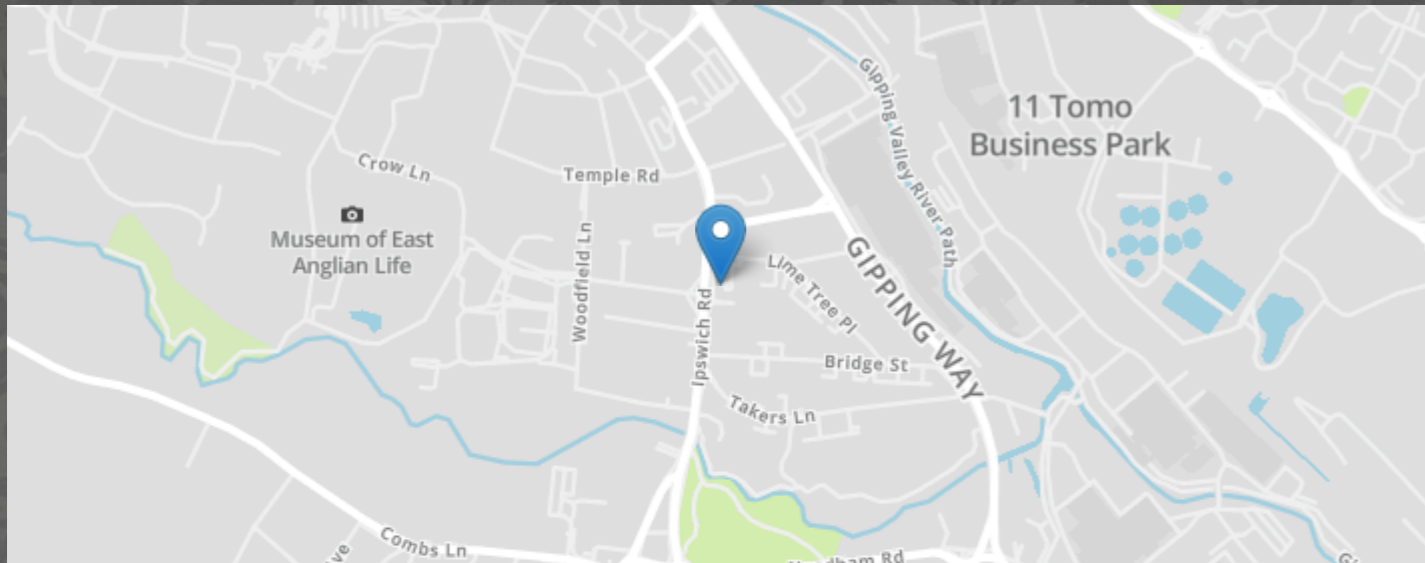 Gipping Valley River Path
11 Tomo
Business Park
Crow Ln
Temple Rd
Museum of East
Anglian Life
Woodfield Ln
Lime Tree Pl
GIPPING WAY
Ipswich Rd
Bridge St
Takers Ln
Combs Ln